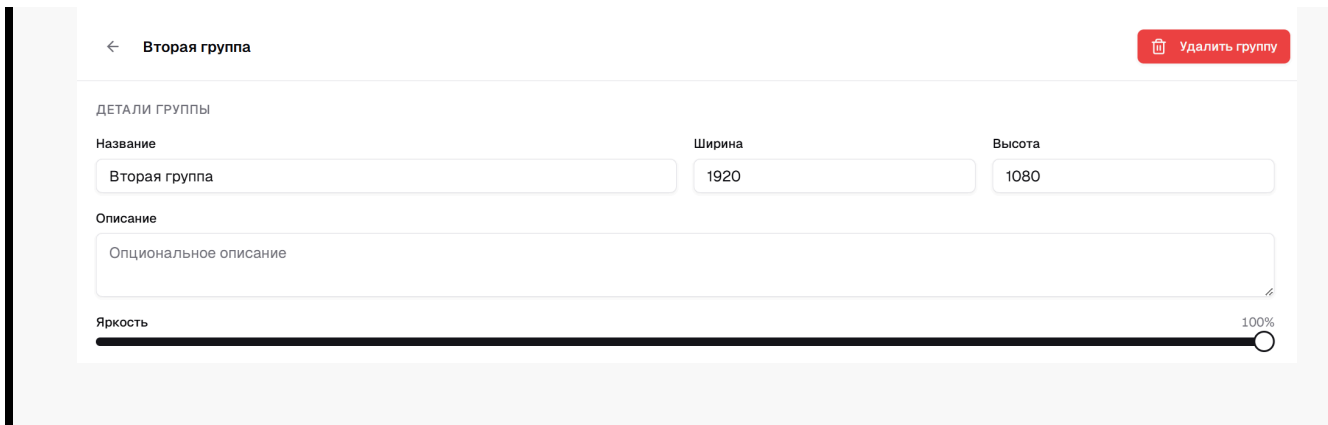 Вторая группа
Удалить группу
ДЕТАЛИ ГРУППЫ
Название
Ширина
Высота
Вторая группа
1920
1080
Описание
Опциональное описание
Яркость
100%